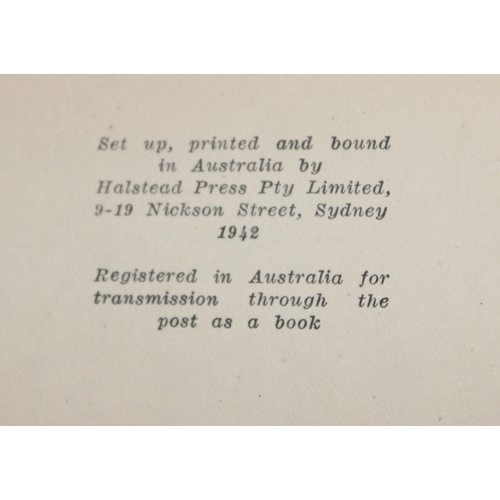 Set up, printed and bound
in Australia by
Halstead Press Pty Limited,
9-19 Nickson Street, Sydney
1942
Registered in Australia for
transmission through the
post as a book